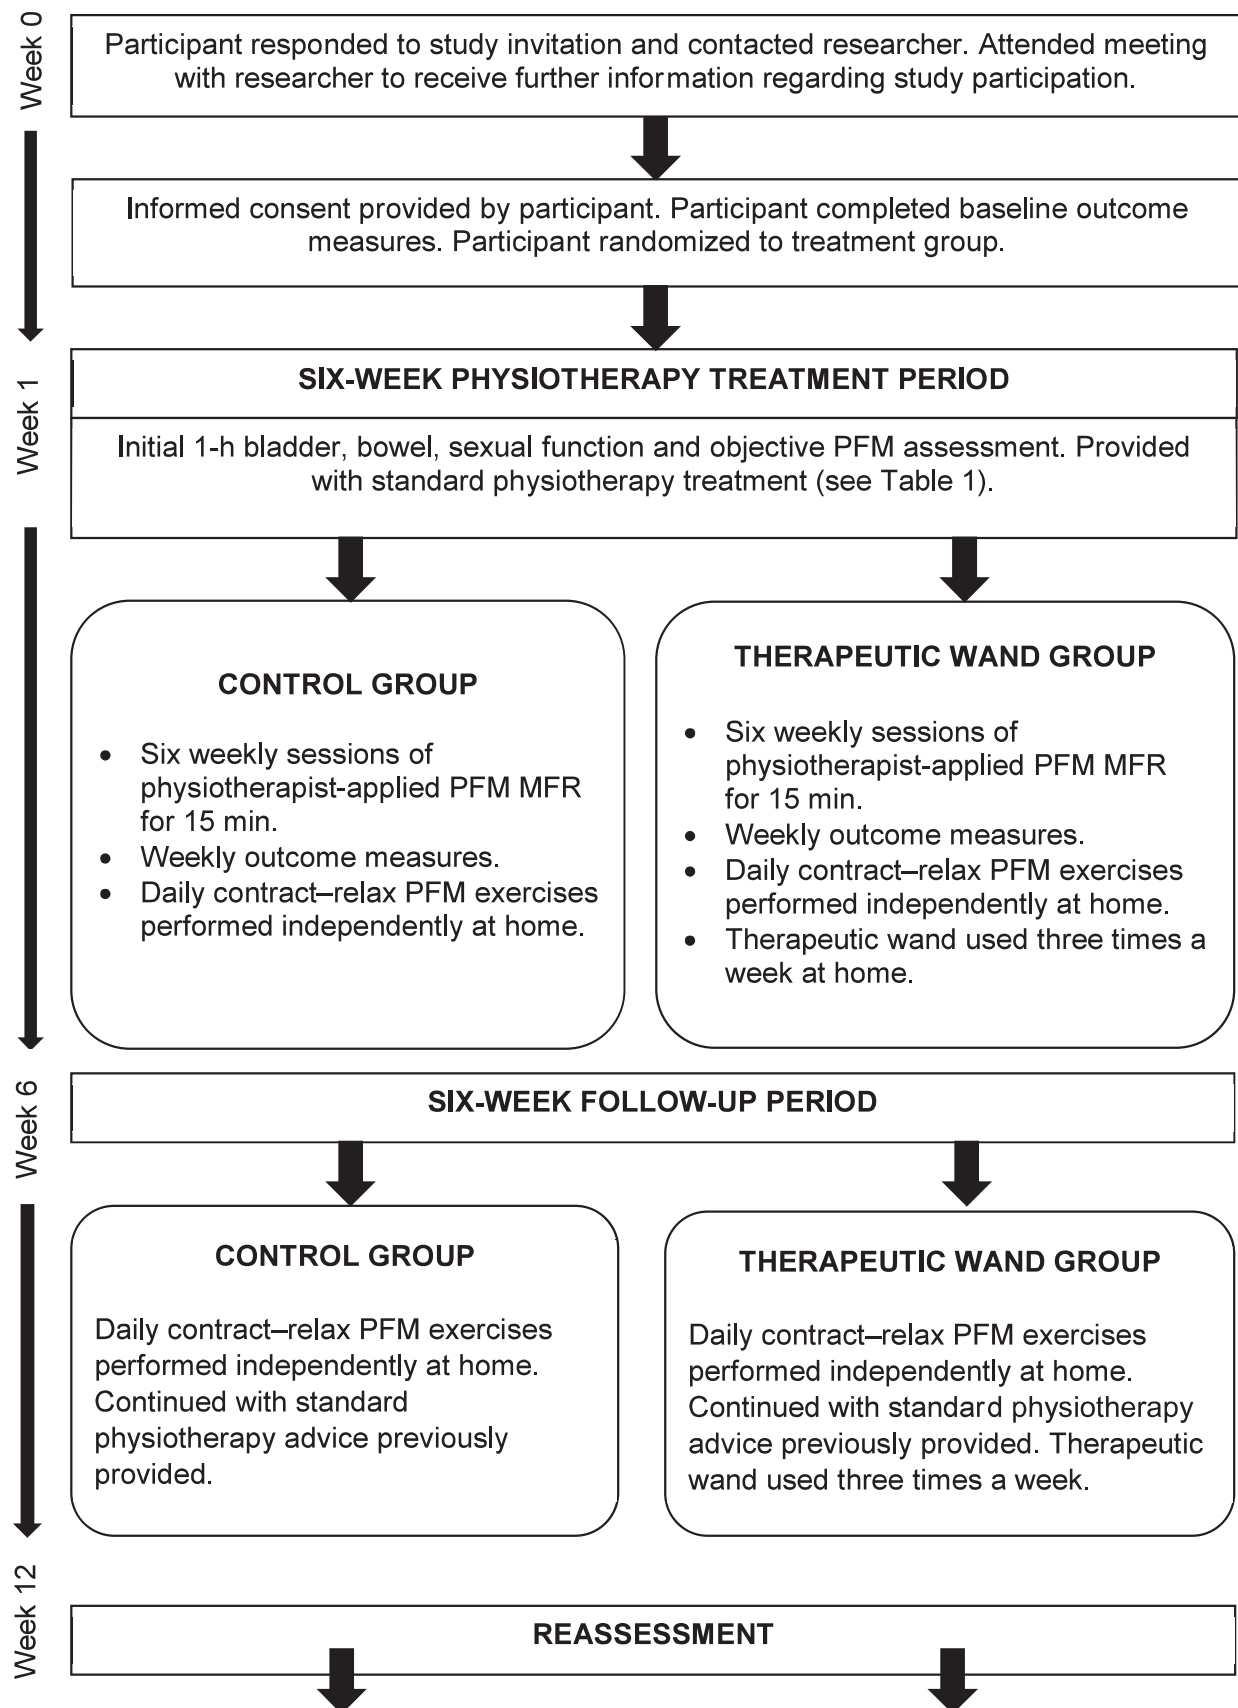 Week 0
Participant responded to study invitation and contacted researcher. Attended meeting
with researcher to receive further information regarding study participation.
Informed consent provided by participant. Participant completed baseline outcome
measures. Participant randomized to treatment group.
Week 1
SIX-WEEK PHYSIOTHERAPY TREATMENT PERIOD
Initial 1-h bladder, bowel, sexual function and objective PFM assessment. Provided
with standard physiotherapy treatment (see Table 1).
CONTROL GROUP
• Six weekly sessions of
physiotherapist-applied PFM MFR
for 15 min.
• Weekly outcome measures.
• Daily contract–relax PFM exercises
performed independently at home.
THERAPEUTIC WAND GROUP
• Six weekly sessions of
physiotherapist-applied PFM MFR
for 15 min.
• Weekly outcome measures.
• Daily contract–relax PFM exercises
performed independently at home.
• Therapeutic wand used three times a
week at home.
Week 6
SIX-WEEK FOLLOW-UP PERIOD
CONTROL GROUP
Daily contract–relax PFM exercises
performed independently at home.
Continued with standard
physiotherapy advice previously
provided.
THERAPEUTIC WAND GROUP
Daily contract–relax PFM exercises
performed independently at home.
Continued with standard physiotherapy
advice previously provided. Therapeutic
wand used three times a week.
Week 12
REASSESSMENT